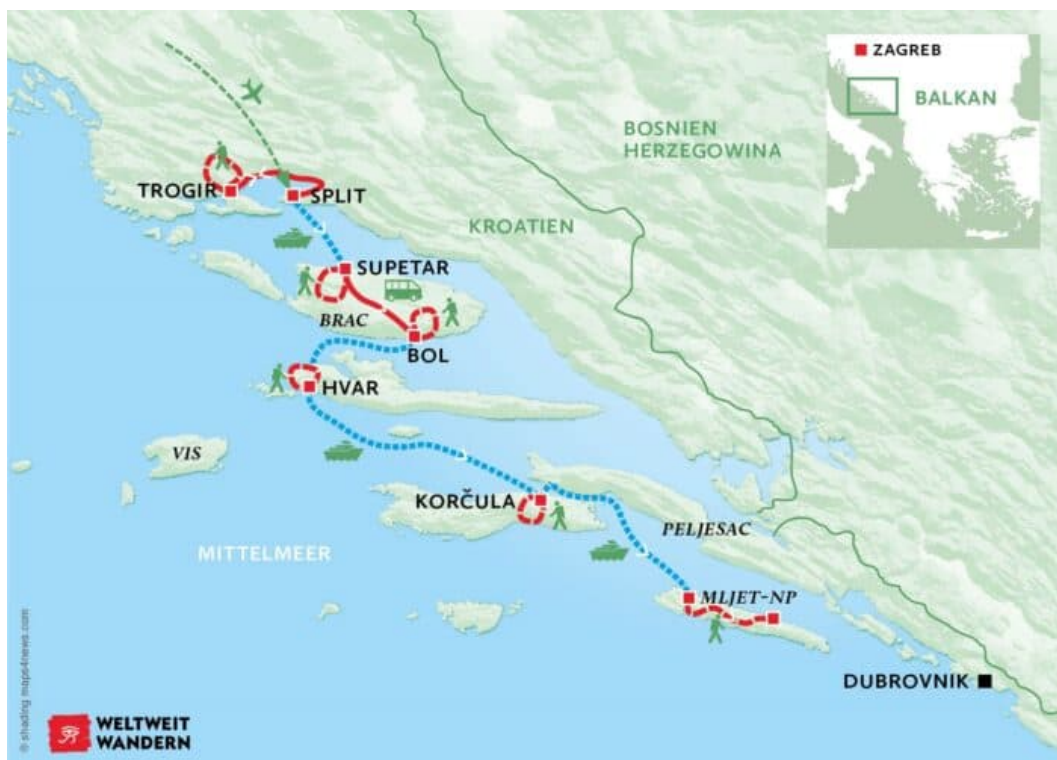 ZAGREB
BALKAN
BOSNIEN
HERZEGOWINA
TROGIR
SPLIT
KROATIEN
SUPETAR
BRAC
BOL
HVAR
VIS
KORČULA
PELJESAC
MITTELMEER
MLJET-NP
DUBROVNIK
© shading maps4news.com
WELTWEIT
WANDERN